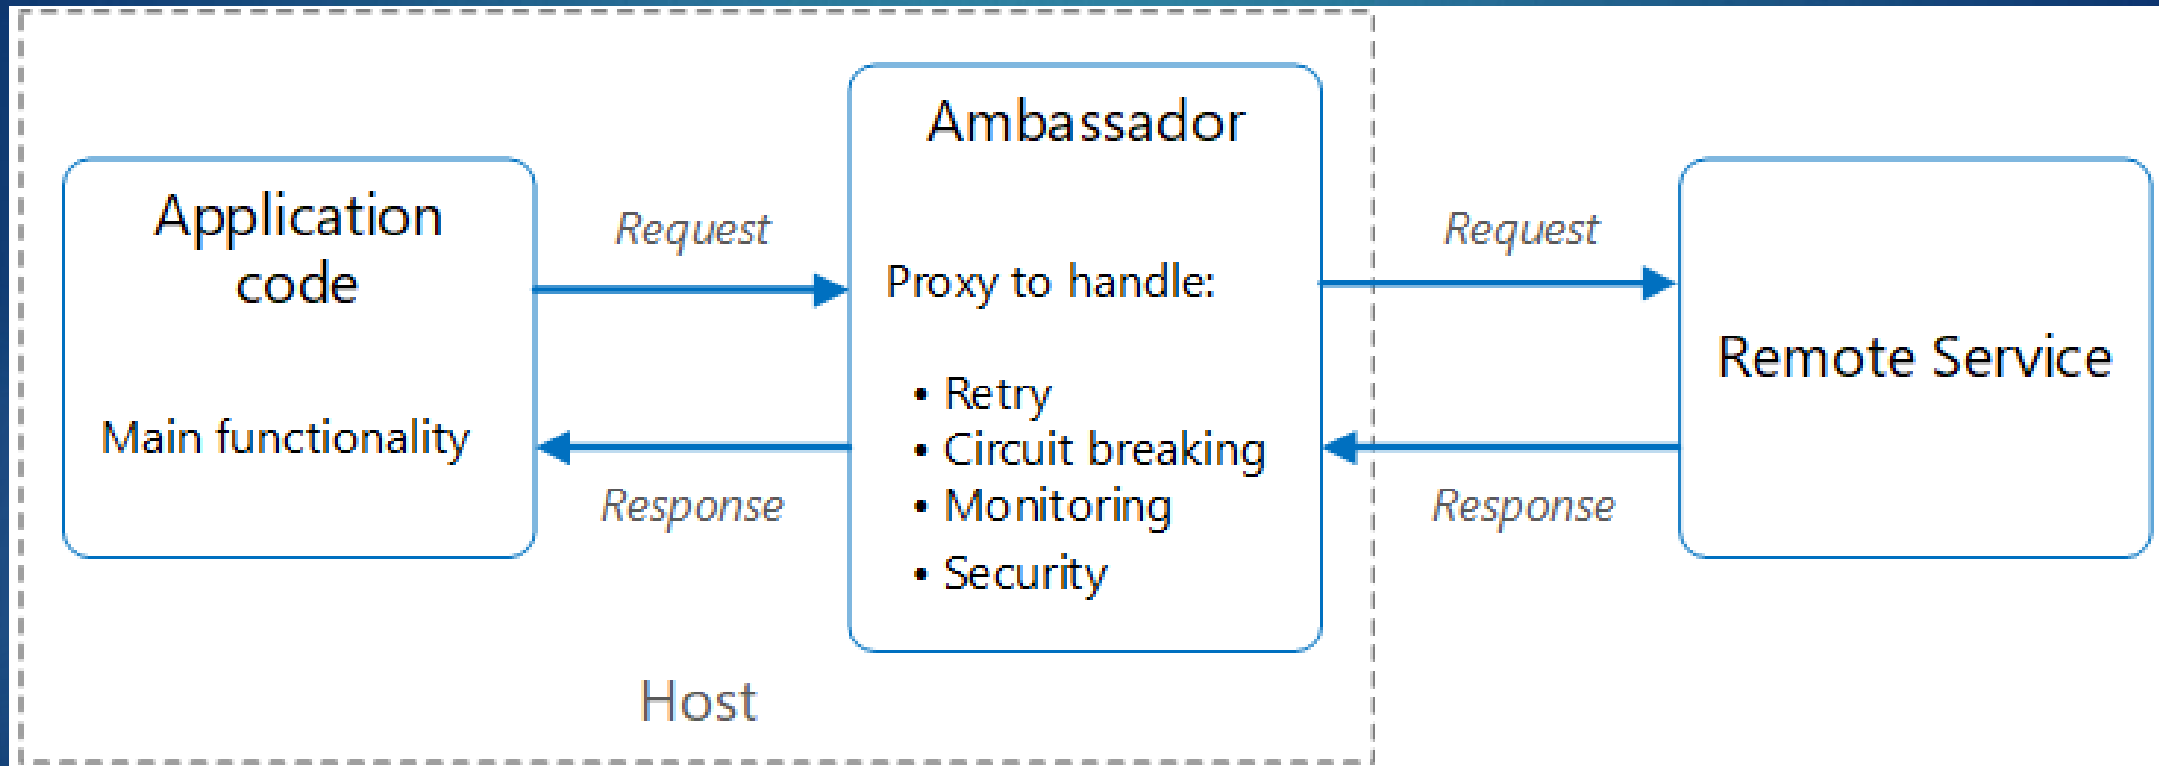 Application
code
Main functionality
Request
Response
Ambassador
Proxy to handle:
• Retry
• Circuit breaking
• Monitoring
• Security
Host
Request
Response
Remote Service